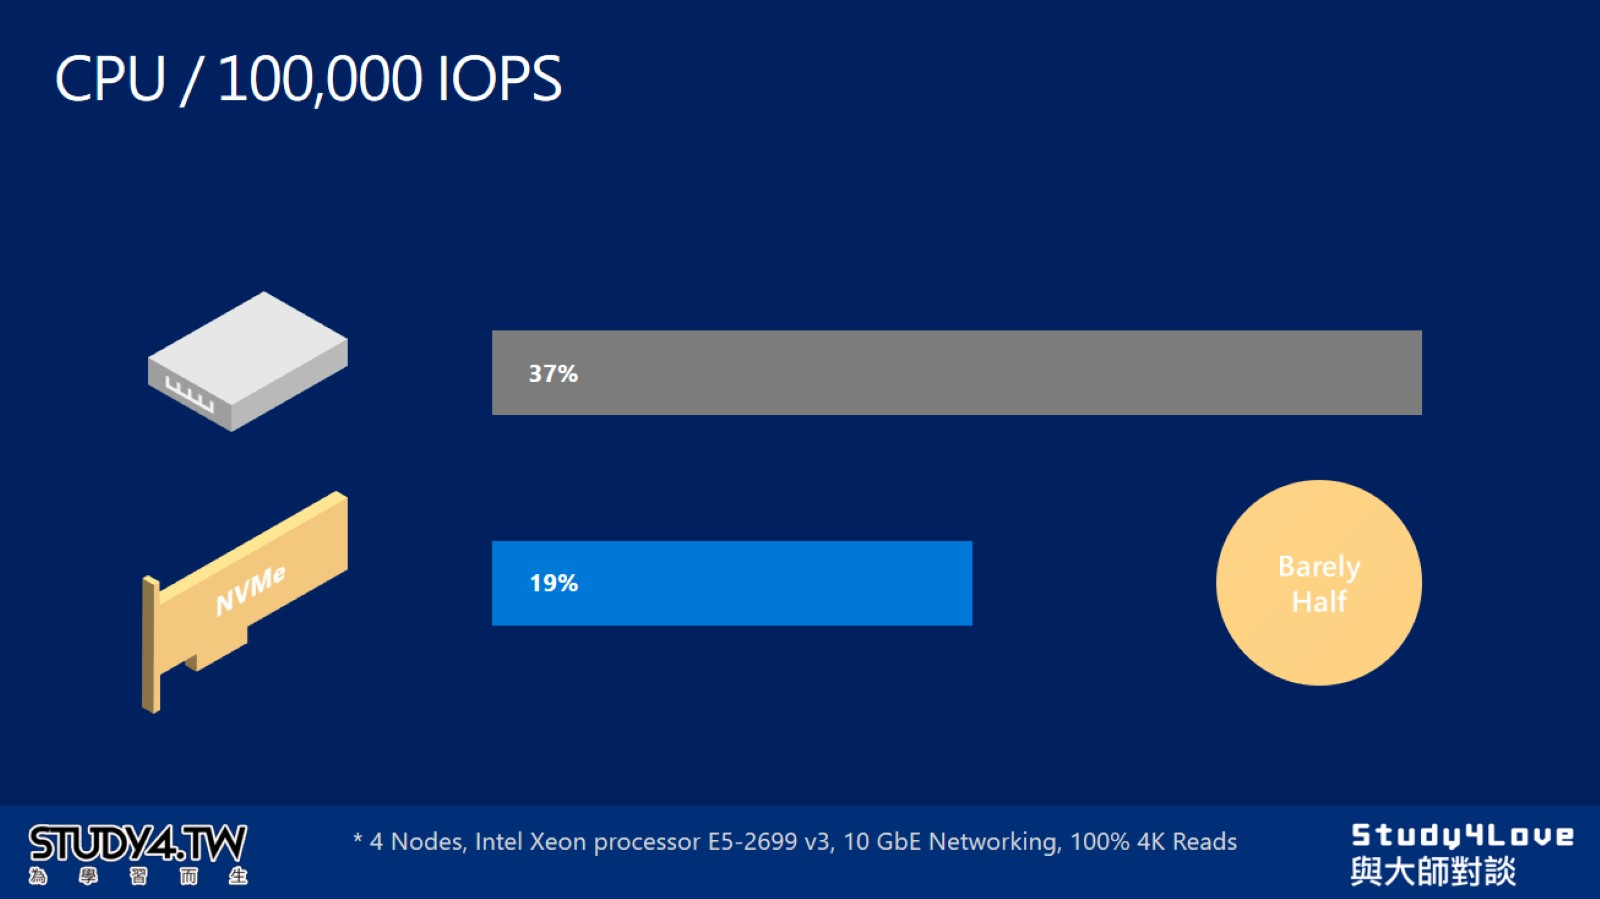 CPU / 100,000 IOPS
37%
NVMe
19%
Barely
Half
STUDY4.TW
為學習而生
* 4 Nodes, Intel Xeon processor E5-2699 v3, 10 GbE Networking, 100% 4K Reads
Study4Love
與大師對談